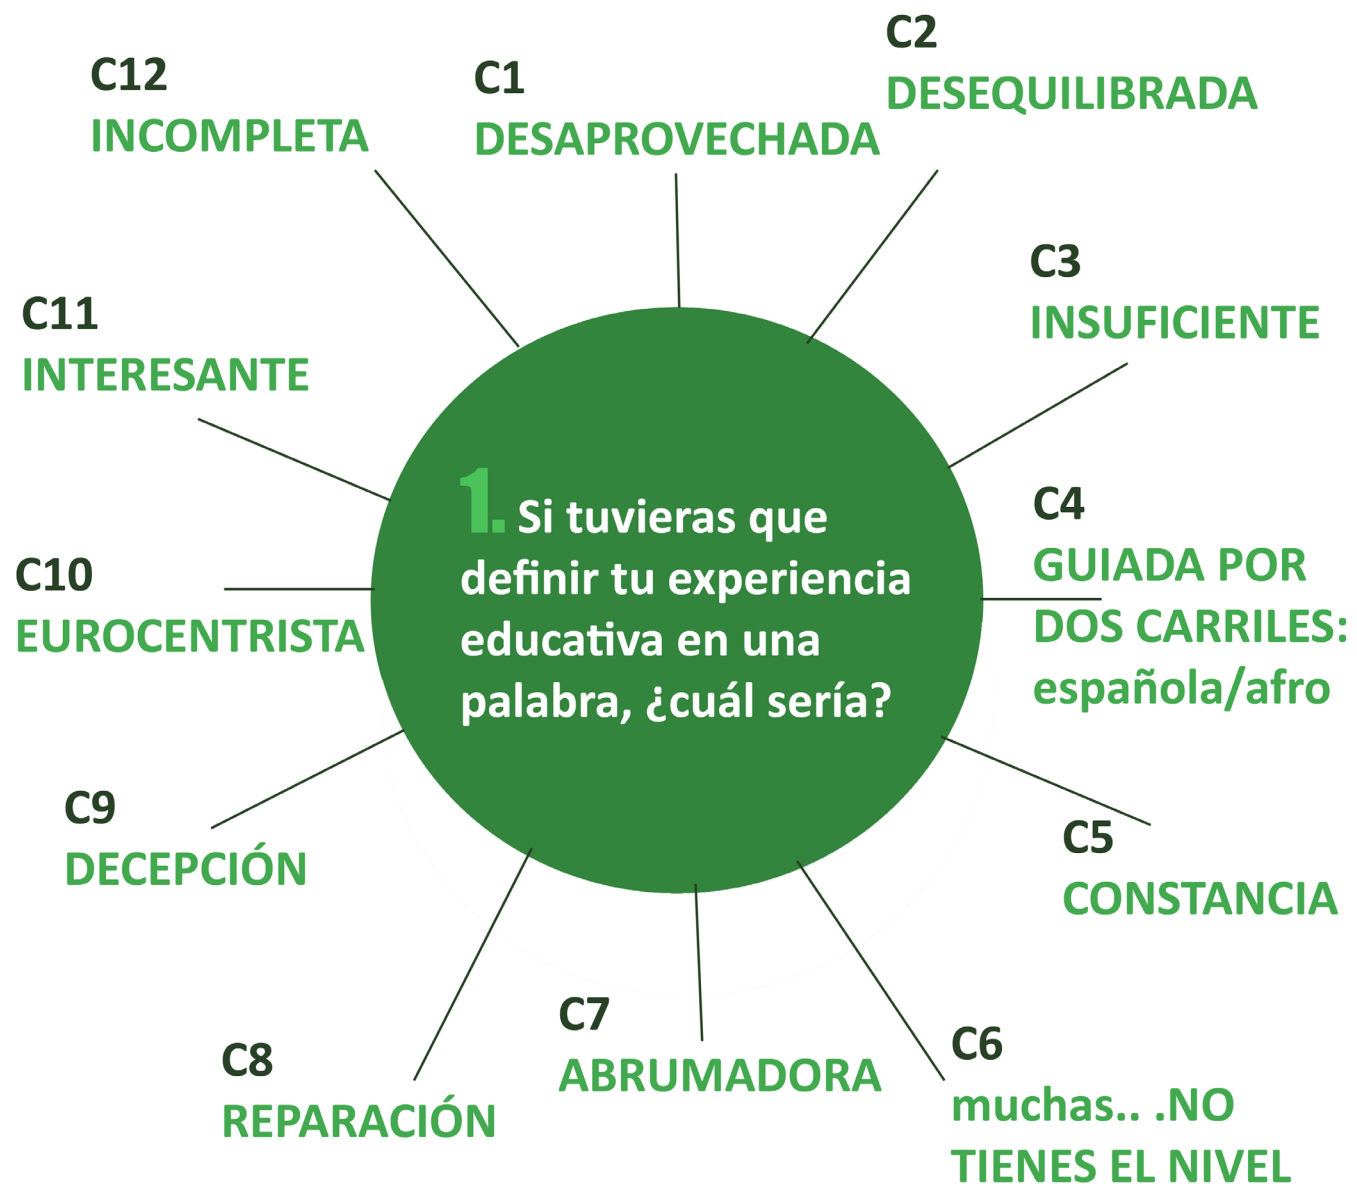 1. Si tuvieras que
definir tu experiencia
educativa en una
palabra, ¿cuál sería?
C1
DESAPROVECHADA
C2
DESEQUILIBRADA
C3
INSUFICIENTE
C4
GUIADA POR
DOS CARRILES:
española/afro
C5
CONSTANCIA
C6
muchas.. .NO
TIENES EL NIVEL
C7
ABRUMADORA
C8
REPARACIÓN
C9
DECEPCIÓN
C10
EUROCENTRISTA
C11
INTERESANTE
C12
INCOMPLETA